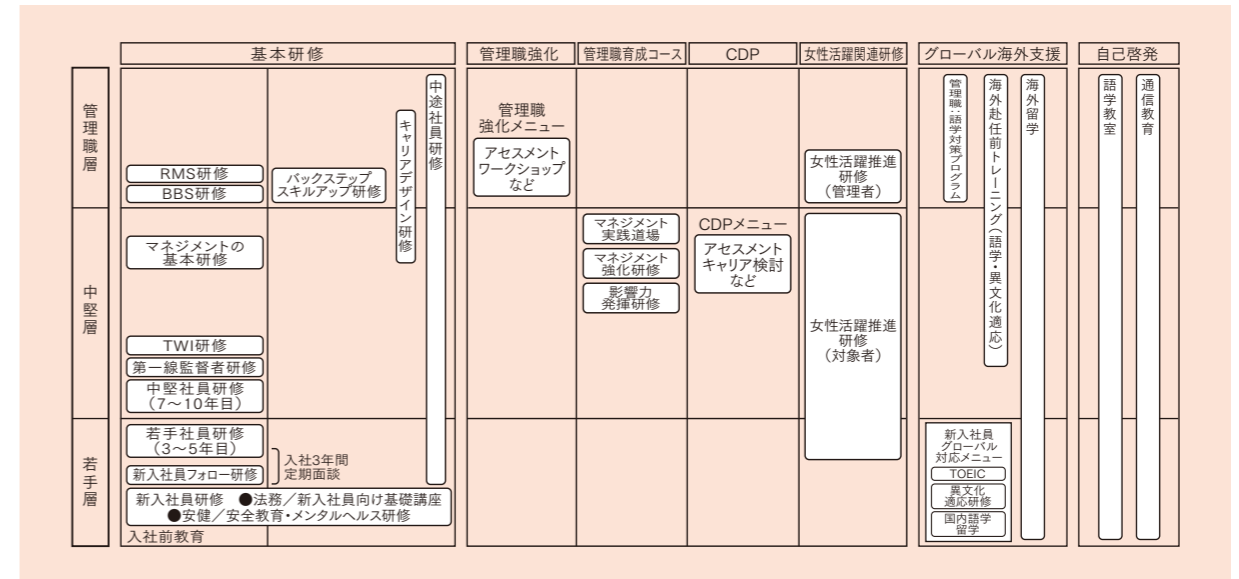 基本研修
管理職強化
管理職育成コース
CDP
女性活躍関連研修
グローバル海外支援
自己啓発
管理職層
RMS研修
BBS研修
バックステップ
スキルアップ研修
キャリアデザイン研修
中途社員研修
管理職
強化メニュー
アセスメント
ワークショップ
など
女性活躍推進
研修
（管理者）
管理職：語学対策プログラム
海外赴任前トレーニング（語学・異文化適応）
海外留学
語学教室
通信教育
中堅層
マネジメントの
基本研修
TWI研修
第一線監督者研修
中堅社員研修
（7～10年目）
マネジメント
実践道場
マネジメント
強化研修
影響力
発揮研修
CDPメニュー
アセスメント
キャリア検討
など
女性活躍推進
研修
（対象者）
若手層
若手社員研修
（3～5年目）
新入社員フォロー研修
入社3年間
定期面談
新入社員研修　●法務／新入社員向け基礎講座
●安健／安全教育・メンタルヘルス研修
入社前教育
新入社員
グローバル
対応メニュー
TOEIC
異文化
適応研修
国内語学
留学